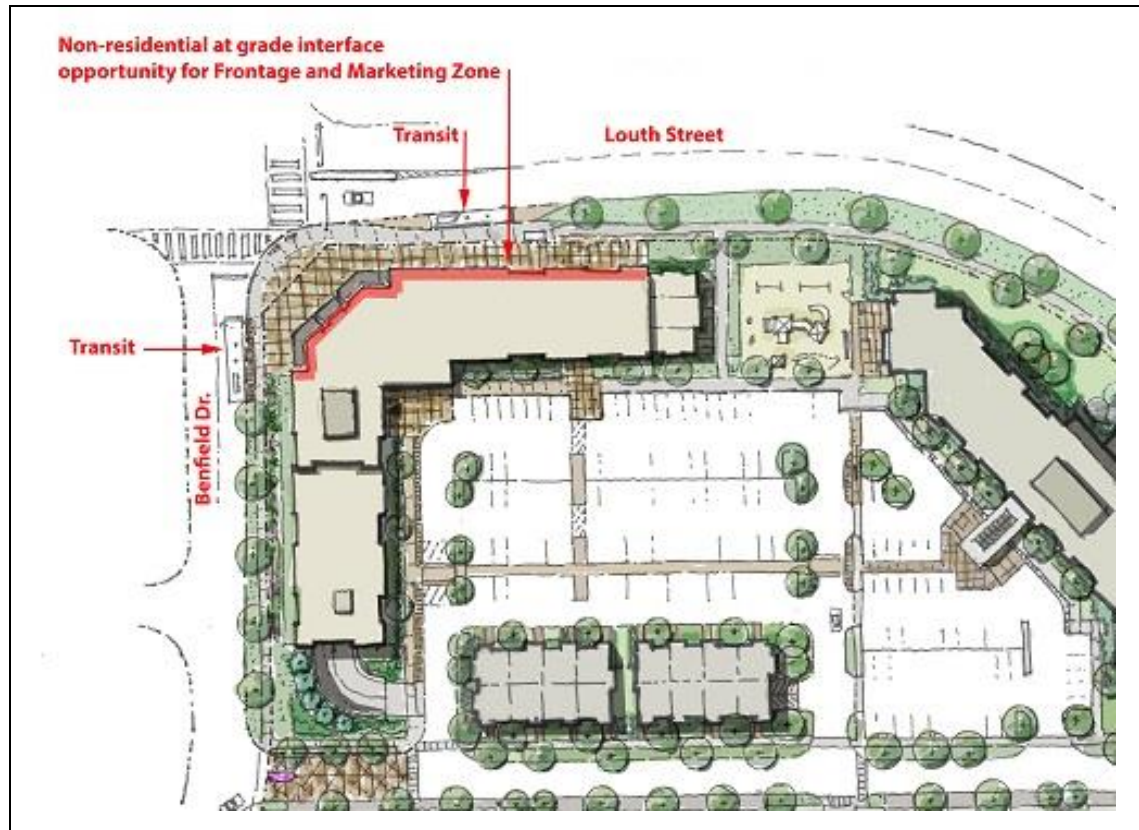 Non-residential at grade interface
opportunity for Frontage and Marketing Zone
Transit
Louth Street
Transit
Benfield Dr.